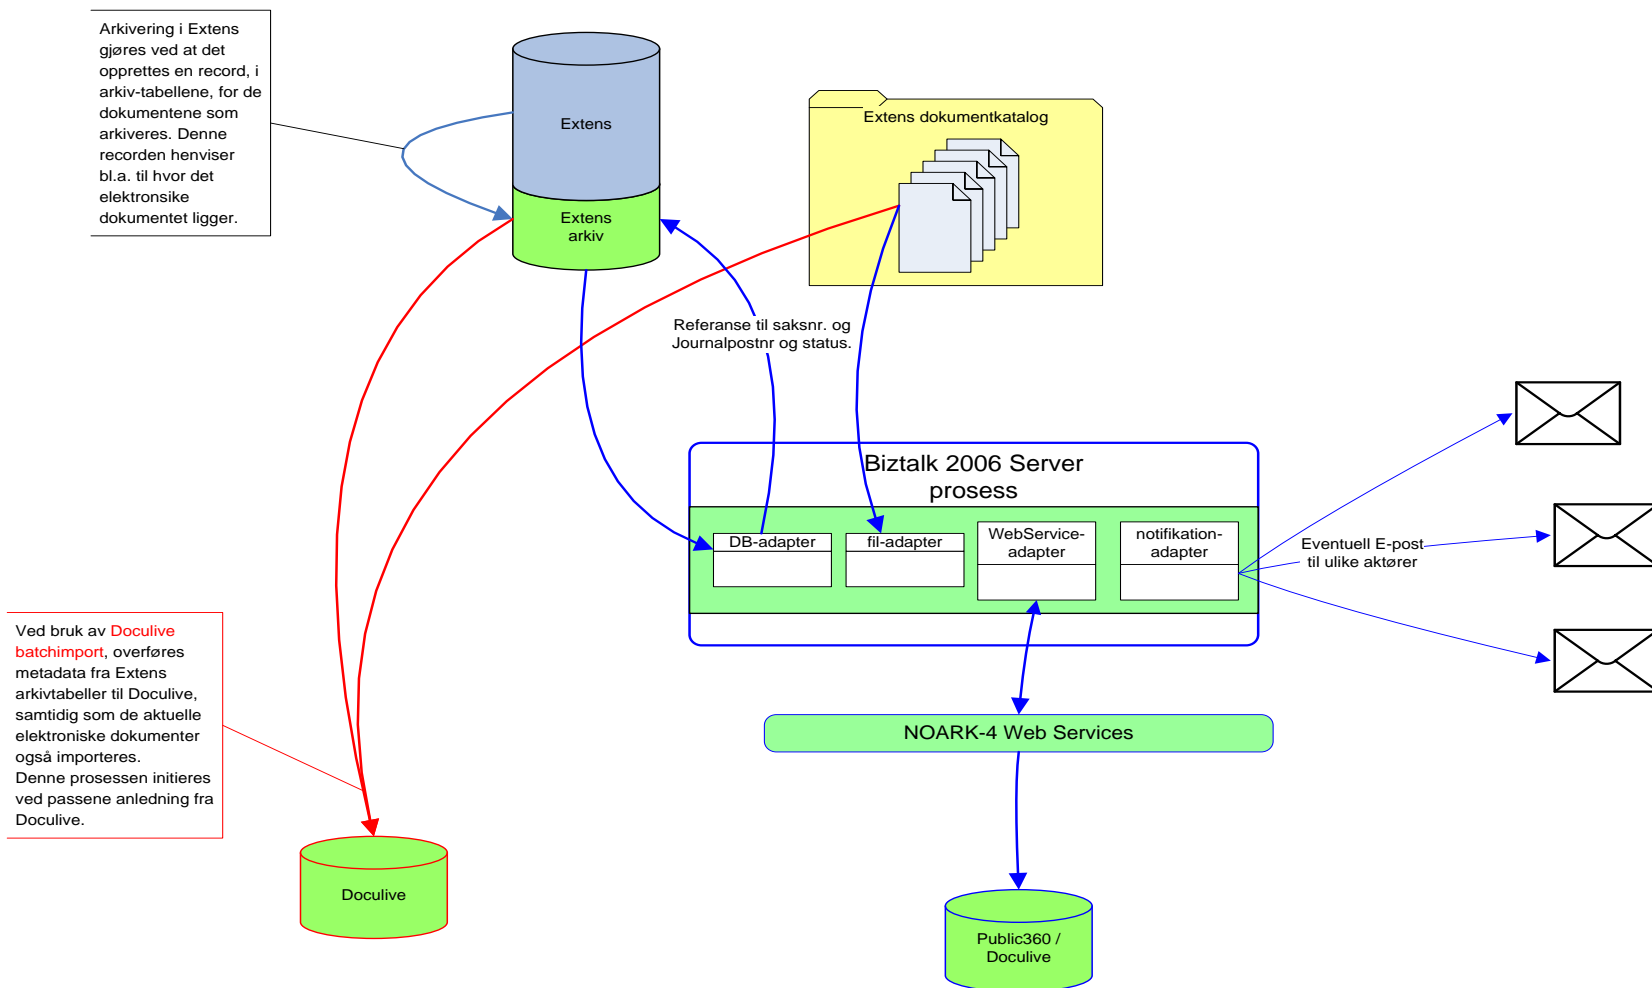 Arkivering i Extens
gjøres ved at det
opprettes en record, i
arkiv-tabellene, for de
dokumentene som
arkiveres. Denne
recorden henviser
bl.a. til hvor det
elektronsike
dokumentet ligger.
Extens
Extens
arkiv
Extens dokumentkatalog
Referanse til saksnr. og
Journalpostnr og status.
Biztalk 2006 Server
prosess
DB-adapter
fil-adapter
WebService-
adapter
notifikation-
adapter
Eventuell E-post
til ulike aktører
Ved bruk av Doculive
batchimport, overføres
metadata fra Extens
arkivtabeller til Doculive,
samtidig som de aktuelle
elektroniske dokumenter
også importeres.
Denne prosessen initieres
ved passene anledning fra
Doculive.
NOARK-4 Web Services
Doculive
Public360 /
Doculive